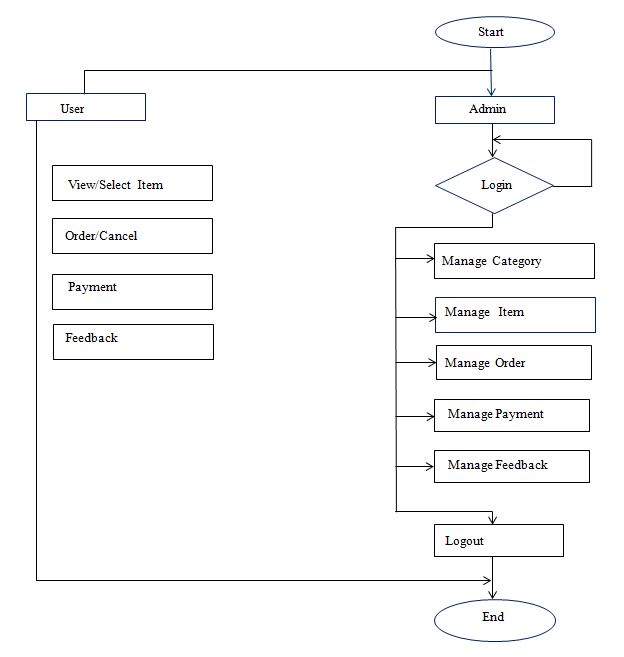 Start
User
Admin
View/Select Item
Order/Cancel
Payment
Feedback
Login
Manage Category
Manage Item
Manage Order
Manage Payment
Manage Feedback
Logout
End